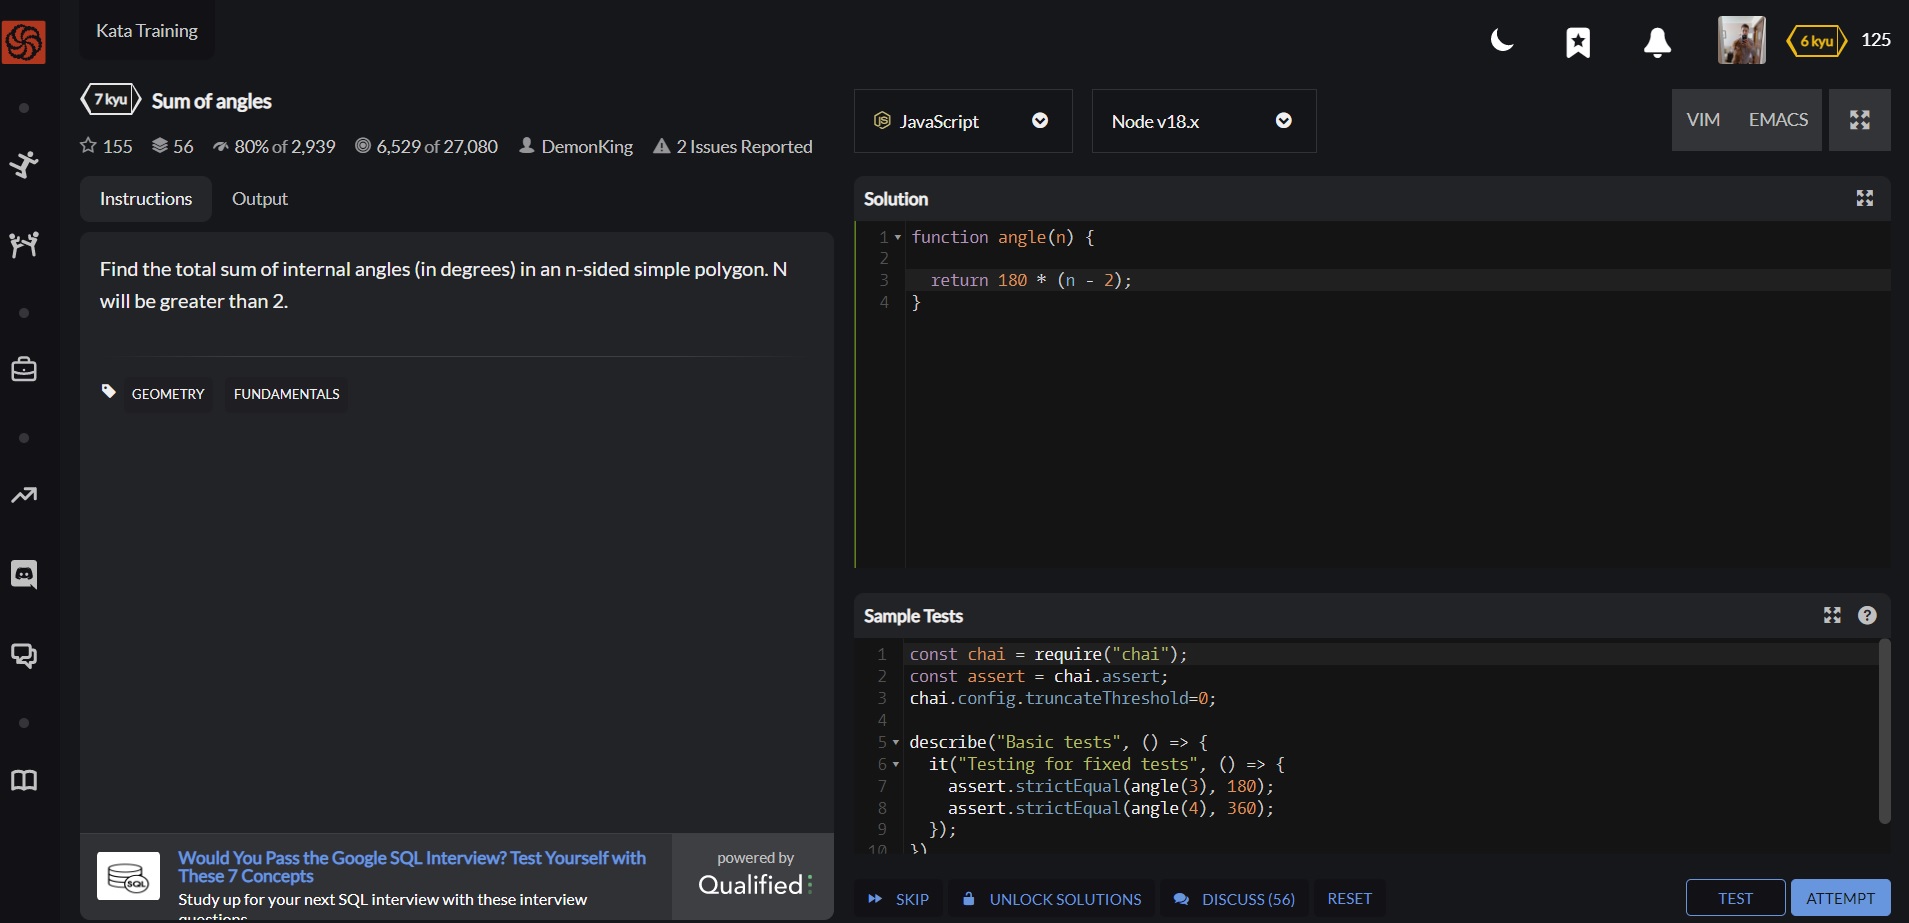 Kata Training
6 kyu
125
7 kyu
Sum of angles
155
56
80% of 2,939
6,529 of 27,080
DemonKing
2 Issues Reported
Instructions
Output
Find the total sum of internal angles (in degrees) in an n-sided simple polygon. N
will be greater than 2.
GEOMETRY
FUNDAMENTALS
Would You Pass the Google SQL Interview? Test Yourself with
These 7 Concepts
Study up for your next SQL interview with these interview
questions
SQL
powered by
Qualified
JS JavaScript
Node v18.x
VIM
EMACS
Solution
1 function angle(n) {
2
3 return 180 * (n - 2);
4 }
Sample Tests
?
1 const chai = require("chai");
2 const assert = chai.assert;
3 chai.config.truncateThreshold=0;
4
5 describe("Basic tests", () => {
6 it("Testing for fixed tests", () => {
7 assert.strictEqual(angle(3), 180);
8 assert.strictEqual(angle(4), 360);
9 });
10 })
SKIP
UNLOCK SOLUTIONS
DISCUSS (56)
RESET
TEST
ATTEMPT